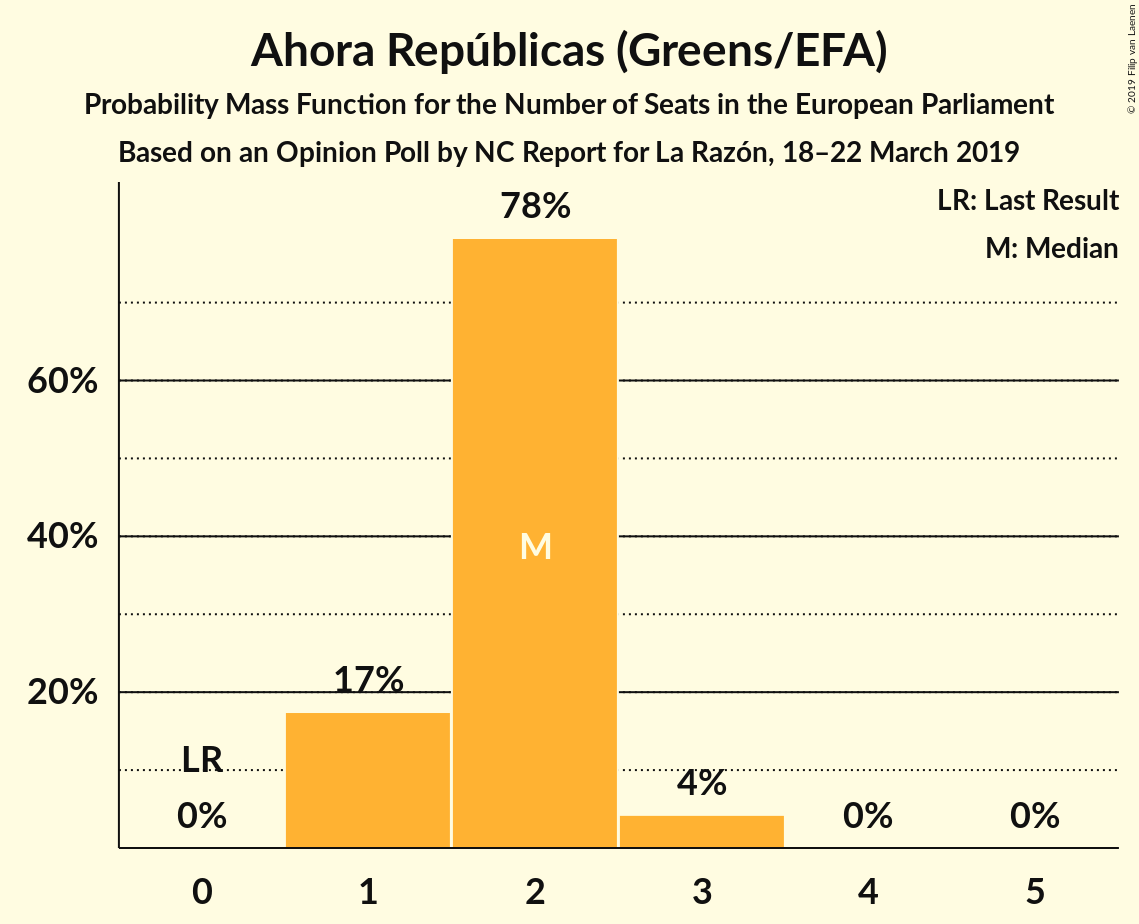 Ahora Repúblicas (Greens/EFA)
Probability Mass Function for the Number of Seats in the European Parliament
Based on an Opinion Poll by NC Report for La Razón, 18–22 March 2019
© 2019 Filip van Laenen
LR: Last Result
M: Median
78%
60%
40%
M
20%
17%
LR
4%
0%
0%
0%
0
1
2
3
4
5